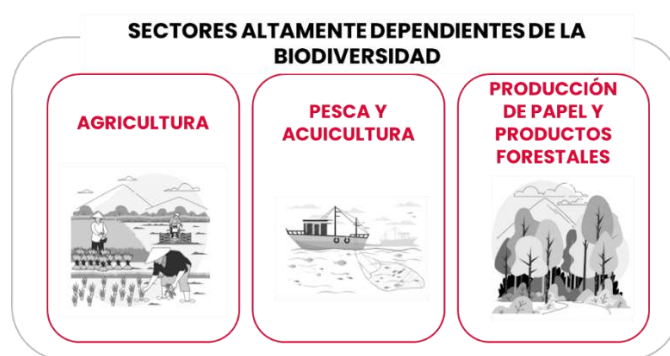 SECTORES ALTAMENTE DEPENDIENTES DE LA
BIODIVERSIDAD
AGRICULTURA
PESCA Y
ACUICULTURA
PRODUCCIÓN
DE PAPEL Y
PRODUCTOS
FORESTALES